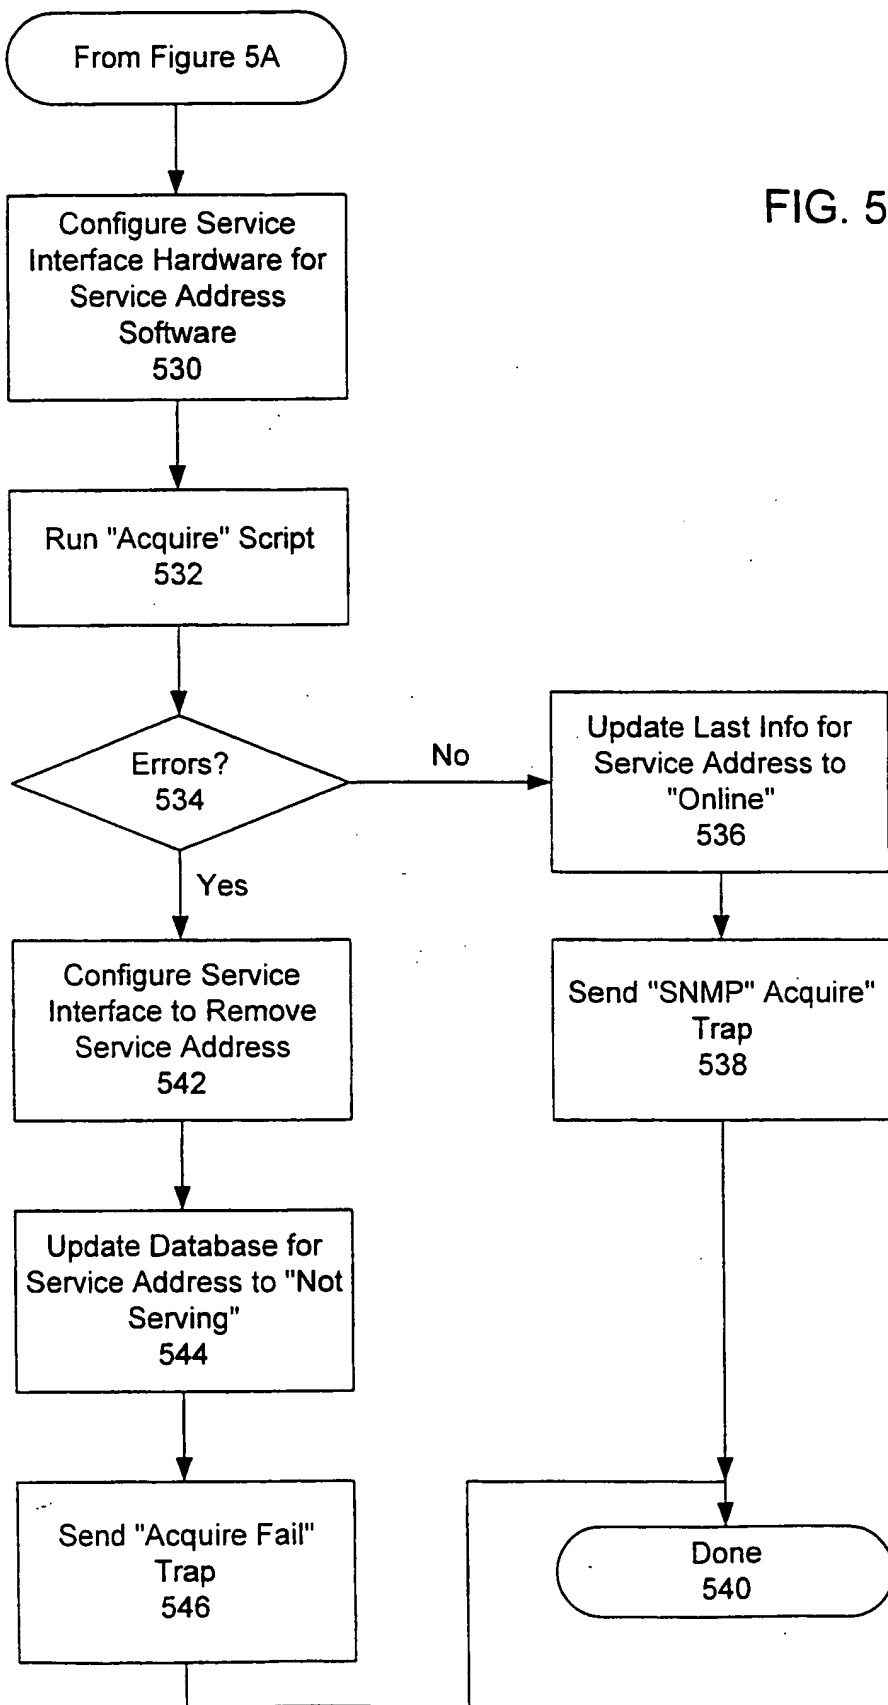 From Figure 5A
FIG. 5
Configure Service
Interface Hardware for
Service Address
Software
530
Run "Acquire" Script
532
Errors?
534
No
Yes
Update Last Info for
Service Address to
"Online"
536
Send "SNMP" Acquire"
Trap
538
Configure Service
Interface to Remove
Service Address
542
Update Database for
Service Address to "Not
Serving"
544
Send "Acquire Fail"
Trap
546
Done
540